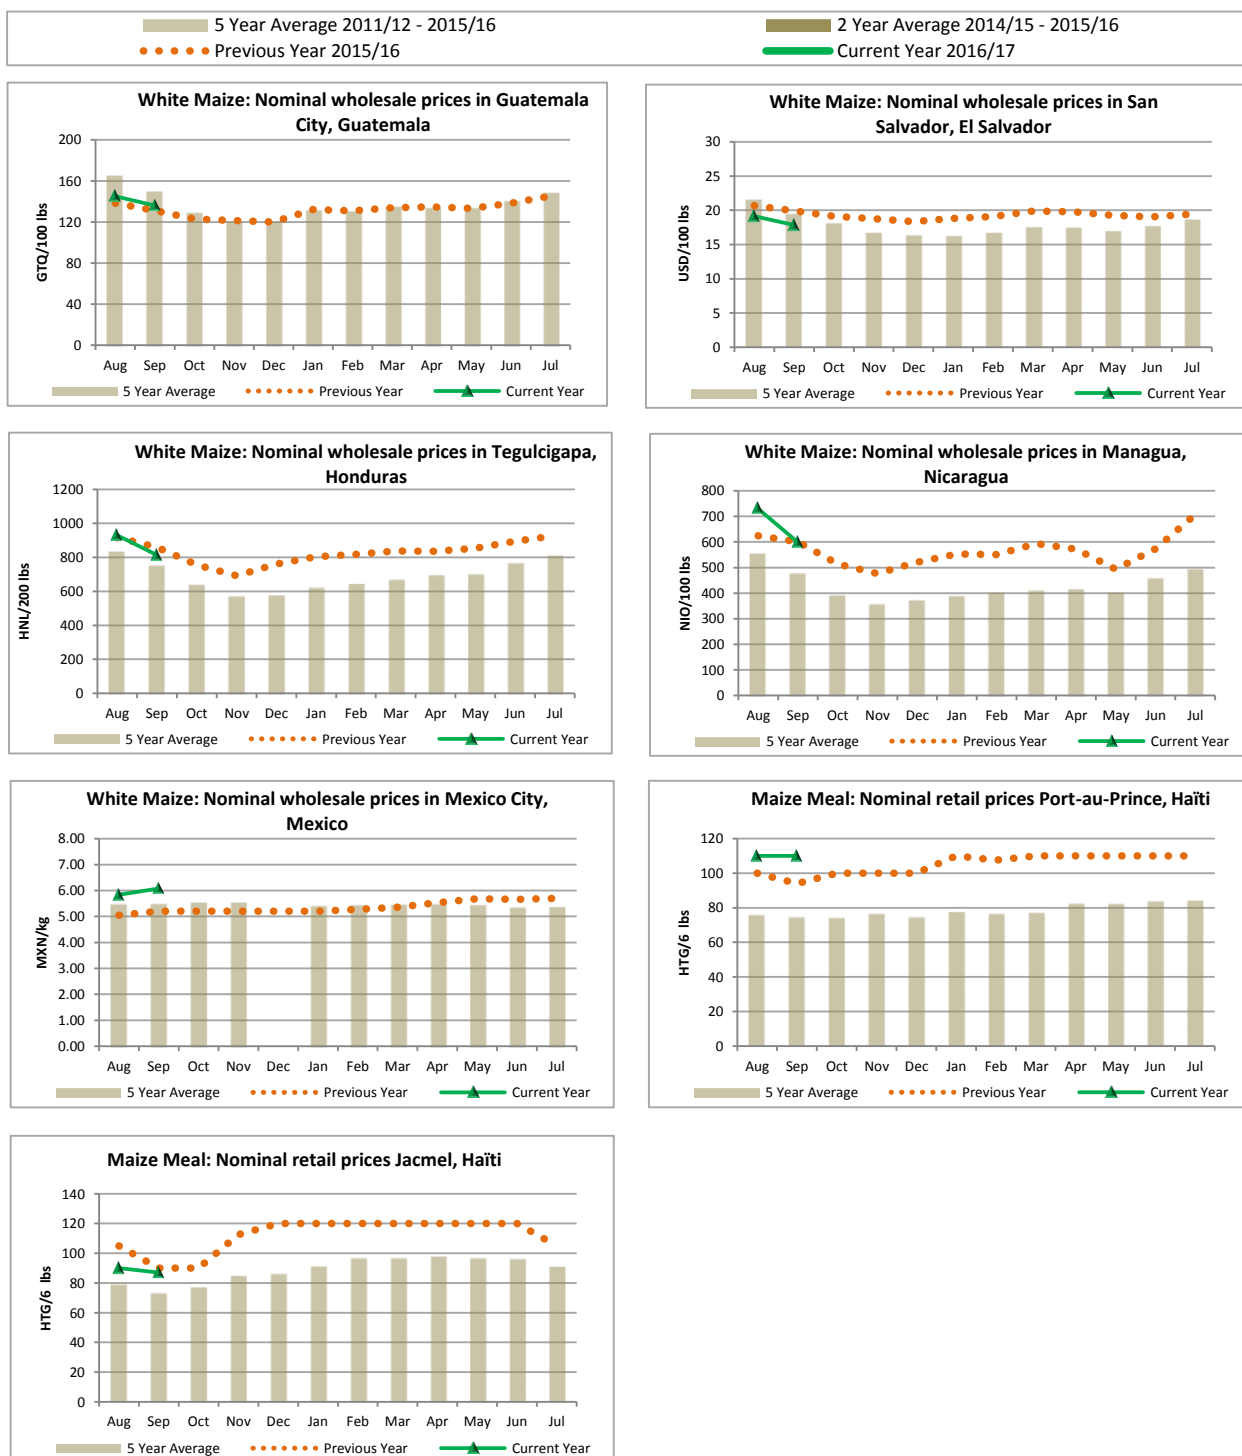 5 Year Average 2011/12 - 2015/16
2 Year Average 2014/15 - 2015/16
Previous Year 2015/16
Current Year 2016/17
White Maize: Nominal wholesale prices in Guatemala
City, Guatemala
GTQ/100 lbs
200
160
120
80
40
0
Aug Sep Oct Nov Dec Jan Feb Mar Apr May Jun Jul
5 Year Average Previous Year Current Year
White Maize: Nominal wholesale prices in San
Salvador, El Salvador
USD/100 lbs
30
25
20
15
10
5
0
Aug Sep Oct Nov Dec Jan Feb Mar Apr May Jun Jul
5 Year Average Previous Year Current Year
White Maize: Nominal wholesale prices in Tegulcigapa,
Honduras
HNL/200 lbs
1200
1000
800
600
400
200
0
Aug Sep Oct Nov Dec Jan Feb Mar Apr May Jun Jul
5 Year Average Previous Year Current Year
White Maize: Nominal wholesale prices in Managua,
Nicaragua
NIO/100 lbs
800
700
600
500
400
300
200
100
0
Aug Sep Oct Nov Dec Jan Feb Mar Apr May Jun Jul
5 Year Average Previous Year Current Year
White Maize: Nominal wholesale prices in Mexico City,
Mexico
MXN/kg
8.00
7.00
6.00
5.00
4.00
3.00
2.00
1.00
0.00
Aug Sep Oct Nov Dec Jan Feb Mar Apr May Jun Jul
5 Year Average Previous Year Current Year
Maize Meal: Nominal retail prices Port-au-Prince, Haïti
HTG/6 lbs
120
100
80
60
40
20
0
Aug Sep Oct Nov Dec Jan Feb Mar Apr May Jun Jul
5 Year Average Previous Year Current Year
Maize Meal: Nominal retail prices Jacmel, Haïti
HTG/6 lbs
140
120
100
80
60
40
20
0
Aug Sep Oct Nov Dec Jan Feb Mar Apr May Jun Jul
5 Year Average Previous Year Current Year